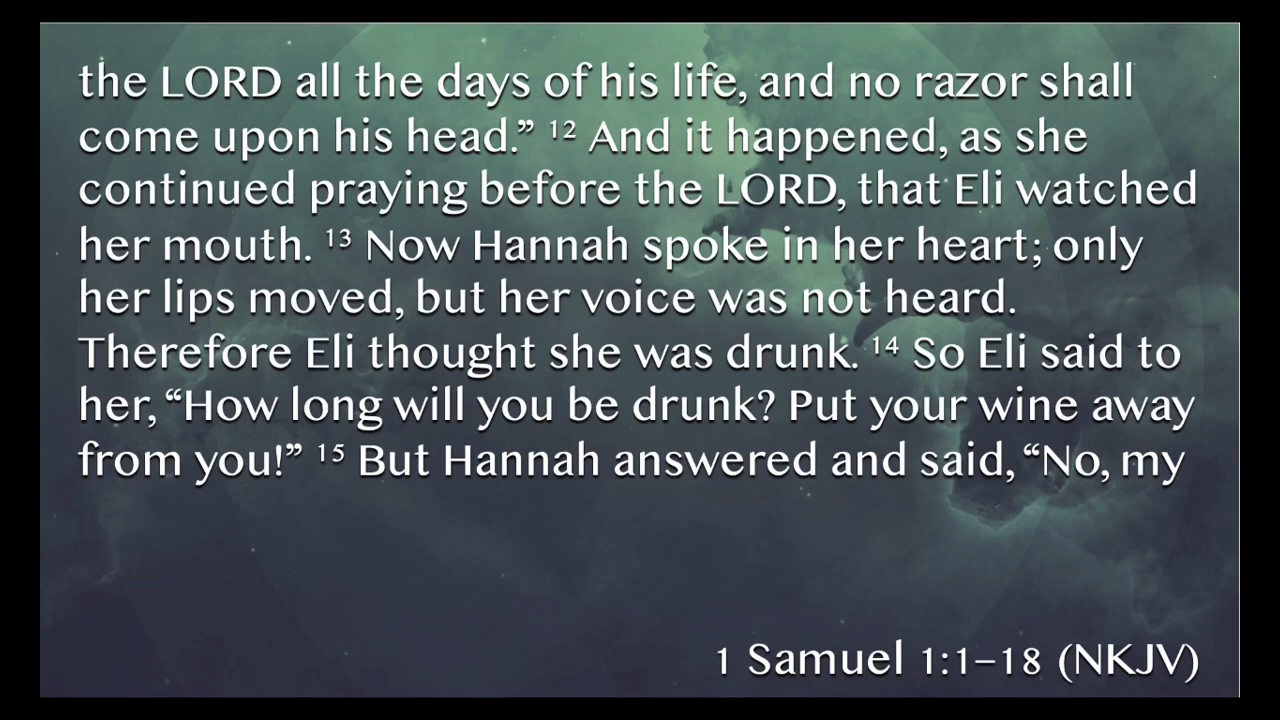 the LORD all the days of his life, and no razor shall
come upon his head.” ¹² And it happened, as she
continued praying before the LORD, that Eli watched
her mouth. ¹³ Now Hannah spoke in her heart; only
her lips moved, but her voice was not heard.
Therefore Eli thought she was drunk. ¹⁴ So Eli said to
her, “How long will you be drunk? Put your wine away
from you!” ¹⁵ But Hannah answered and said, “No, my
1 Samuel 1:1–18 (NKJV)